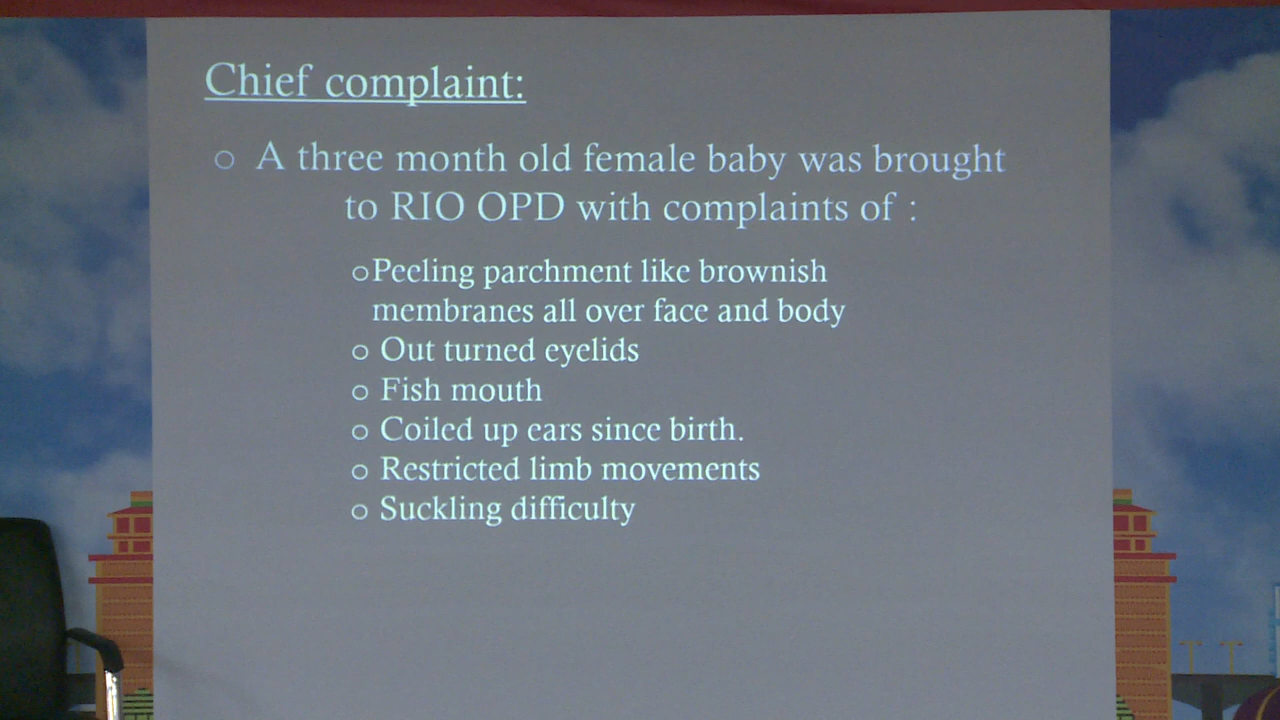 Chief complaint:
○ A three month old female baby was brought
to RIO OPD with complaints of :
○Peeling parchment like brownish
membranes all over face and body
○ Out turned eyelids
○ Fish mouth
○ Coiled up ears since birth.
○ Restricted limb movements
○ Suckling difficulty